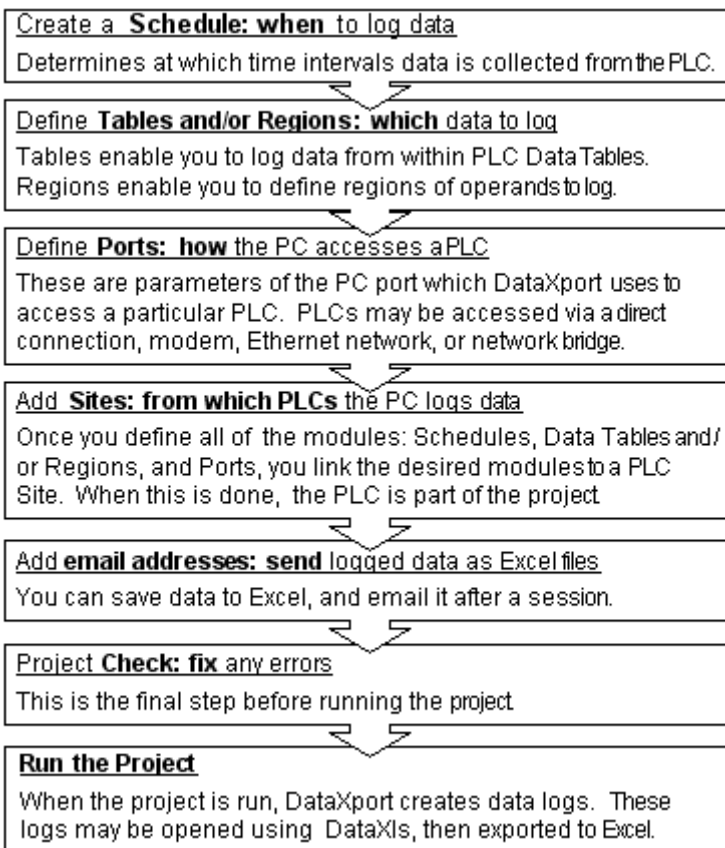 Create a Schedule: when to log data
Determines at which time intervals data is collected from the PLC.
Define Tables and/or Regions: which data to log
Tables enable you to log data from within PLC Data Tables.
Regions enable you to define regions of operands to log.
Define Ports: how the PC accesses a PLC
These are parameters of the PC port which DataXport uses to
access a particular PLC. PLCs may be accessed via a direct
connection, modem, Ethernet network, or network bridge.
Add Sites: from which PLCs the PC logs data
Once you define all of the modules: Schedules, Data Tables and/
or Regions, and Ports, you link the desired modules to a PLC
Site. When this is done, the PLC is part of the project.
Add email addresses: send logged data as Excel files
You can save data to Excel, and email it after a session.
Project Check: fix any errors
This is the final step before running the project.
Run the Project
When the project is run, DataXport creates data logs. These
logs may be opened using DataXls, then exported to Excel.